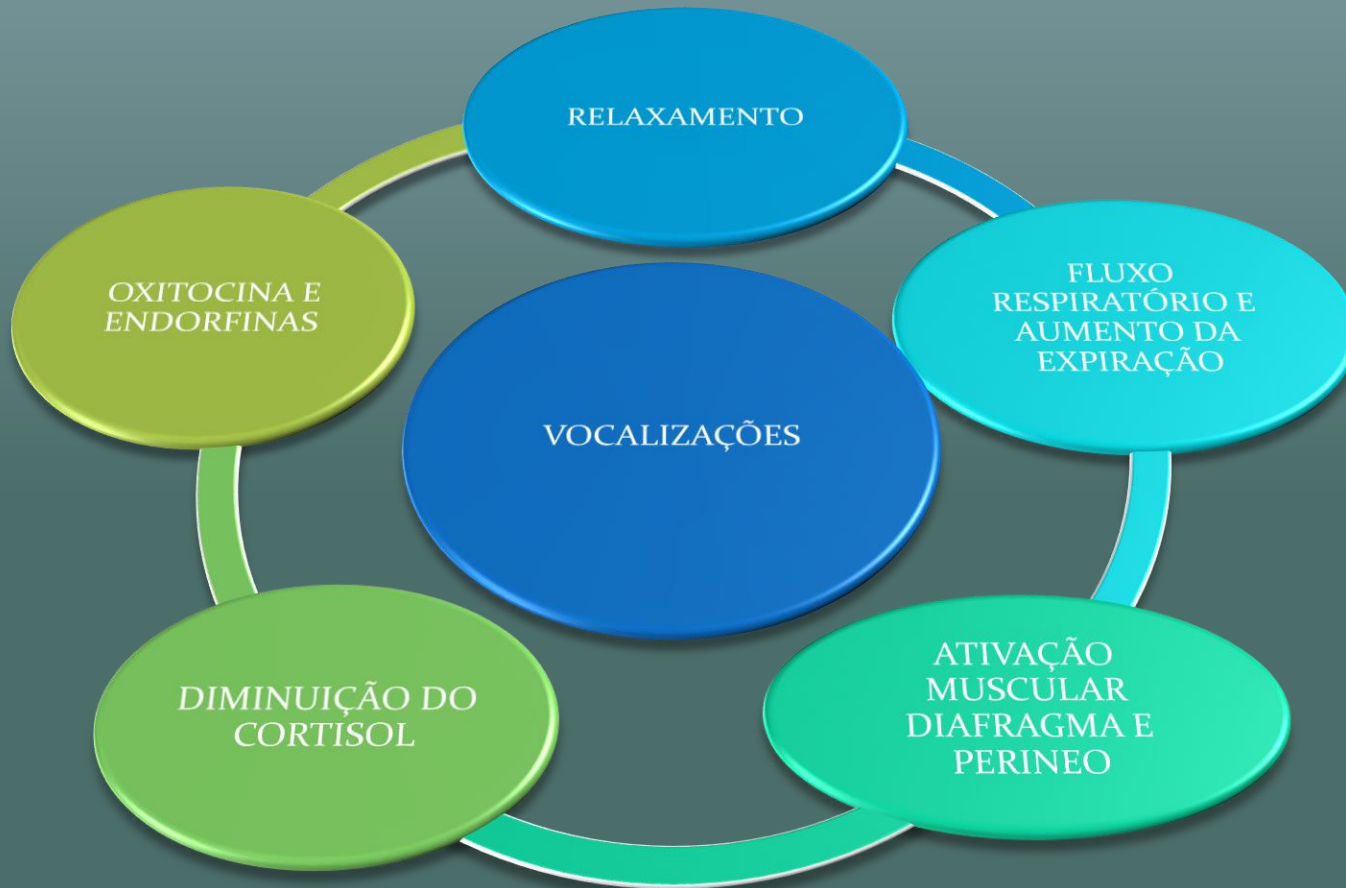 RELAXAMENTO
FLUXO
RESPIRATÓRIO E
AUMENTO DA
EXPIRAÇÃO
ATIVAÇÃO
MUSCULAR
DIAFRAGMA E
PERINEO
DIMINUIÇÃO DO
CORTISOL
OXITOCINA E
ENDORFINAS
VOCALIZAÇÕES